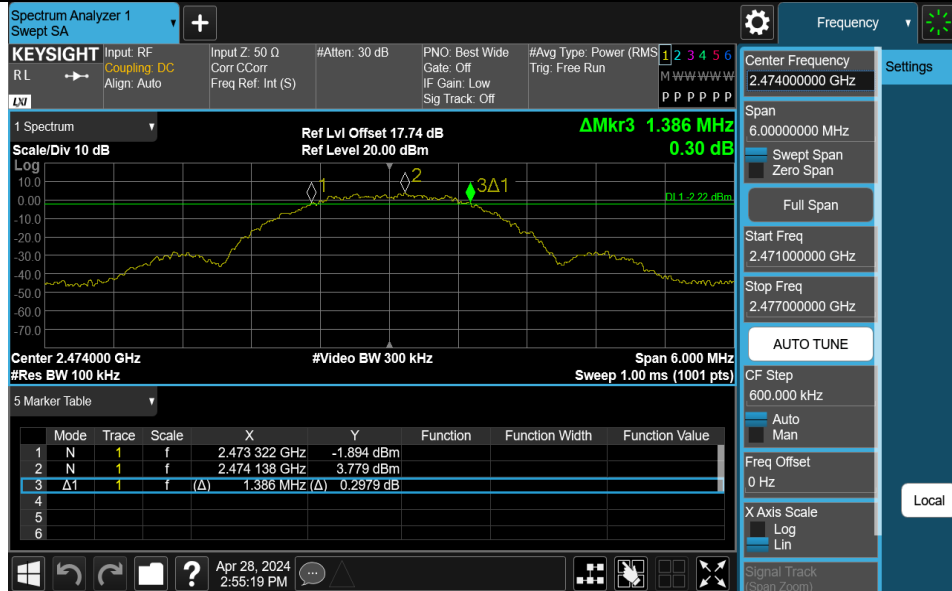 Spectrum Analyzer 1
Swept SA
+
Frequency
KEYSIGHT
RL
LXI
Input: RF
Coupling: DC
Align: Auto
Input Z: 50 Ω
Corr CCorr
Freq Ref: Int (S)
#Atten: 30 dB
PNO: Best Wide
Gate: Off
IF Gain: Low
Sig Track: Off
#Avg Type: Power (RMS
Trig: Free Run
1 2 3 4 5 6
M W W W W W
P P P P P P
1 Spectrum
Scale/Div 10 dB
Ref Lvl Offset 17.74 dB
Ref Level 20.00 dBm
ΔMkr3 1.386 MHz
0.30 dB
Log
10.0
0.00
-10.0
-20.0
-30.0
-40.0
-50.0
-60.0
-70.0
1
2
3Δ1
DL1 -2.22 dBm
Center 2.474000 GHz
#Res BW 100 kHz
#Video BW 300 kHz
Span 6.000 MHz
Sweep 1.00 ms (1001 pts)
5 Marker Table
Mode Trace Scale X Y Function Function Width Function Value
1 N 1 f 2.473 322 GHz -1.894 dBm
2 N 1 f 2.474 138 GHz 3.779 dBm
3 Δ1 1 f (Δ) 1.386 MHz (Δ) 0.2979 dB
4
5
6
?
Apr 28, 2024
2:55:19 PM
Center Frequency
2.474000000 GHz
Span
6.00000000 MHz
Swept Span
Zero Span
Full Span
Start Freq
2.471000000 GHz
Stop Freq
2.477000000 GHz
AUTO TUNE
CF Step
600.000 kHz
Auto
Man
Freq Offset
0 Hz
X Axis Scale
Log
Lin
Signal Track
(Span Zoom)
Settings
Local